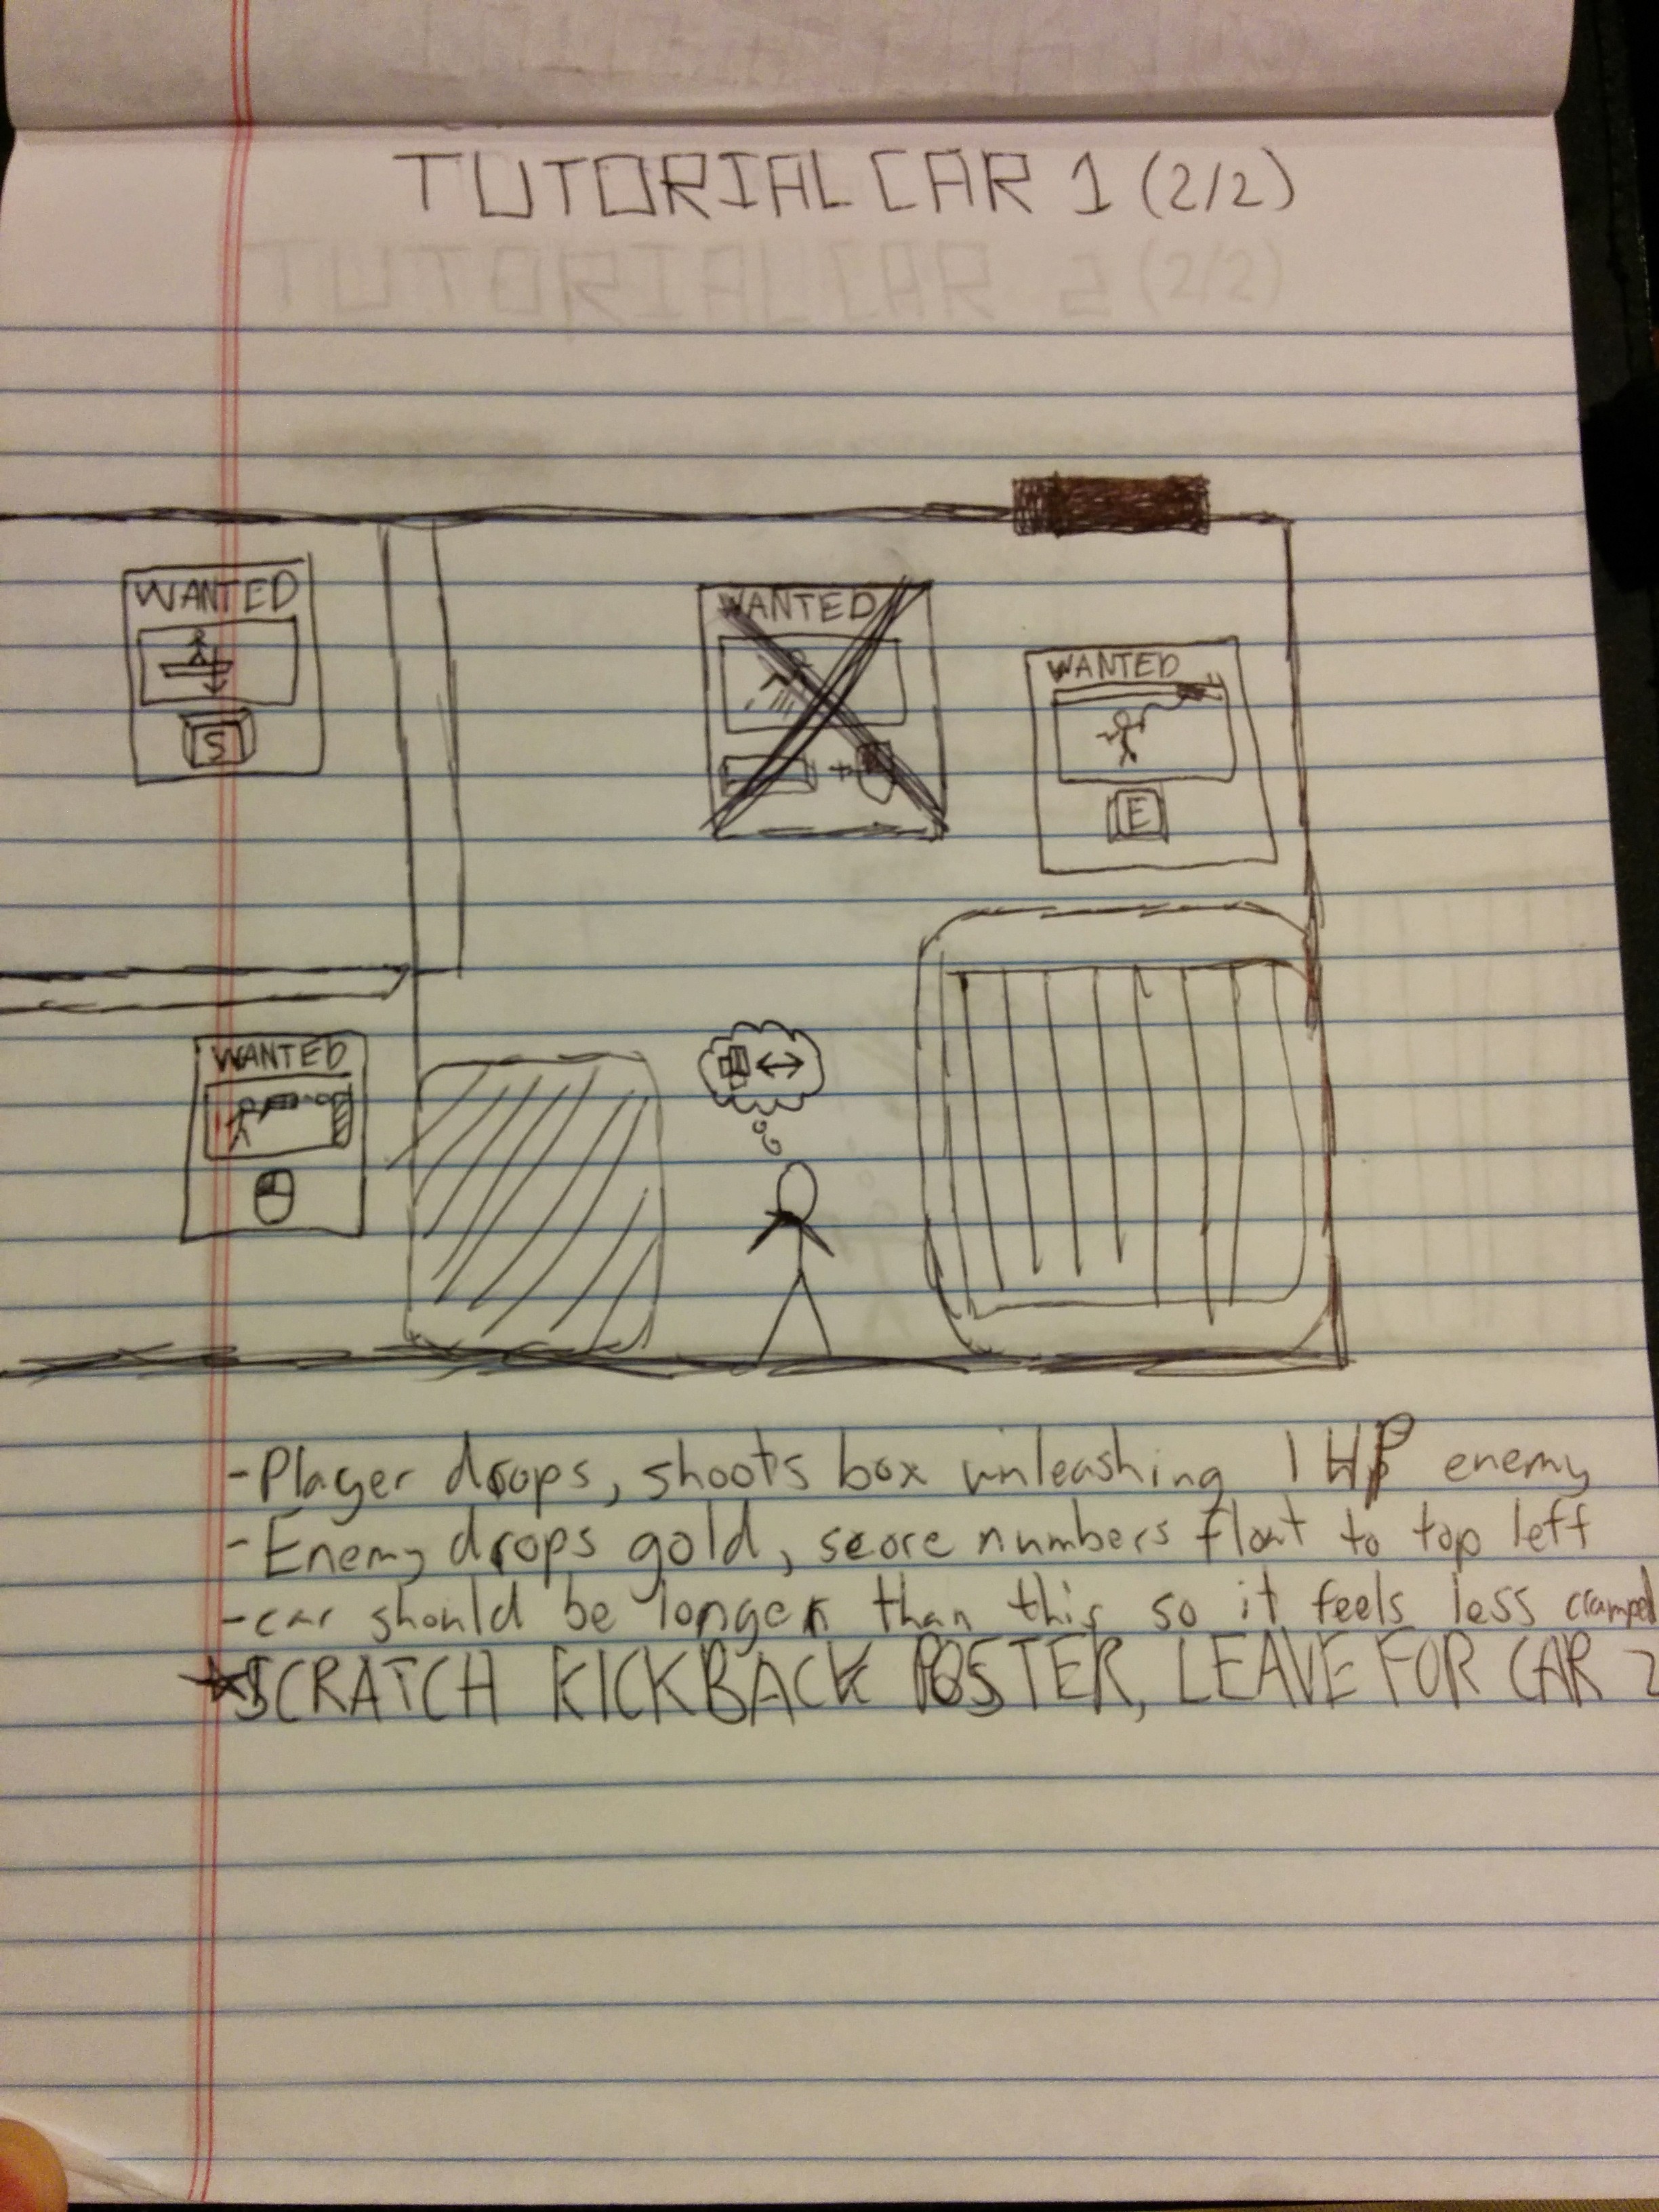 TUTORIAL CAR 1 (2/2)
TUTORIAL CAR 2 (2/2)
WANTED
S
WANTED
WANTED
E
WANTED
+
-Player drops, shoots box unleashing 1 HP enemy
-Enemy drops gold, score numbers float to top left
-car should be longer than this so it feels less cramped
*SCRATCH KICKBACK POSTER, LEAVE FOR CAR 2